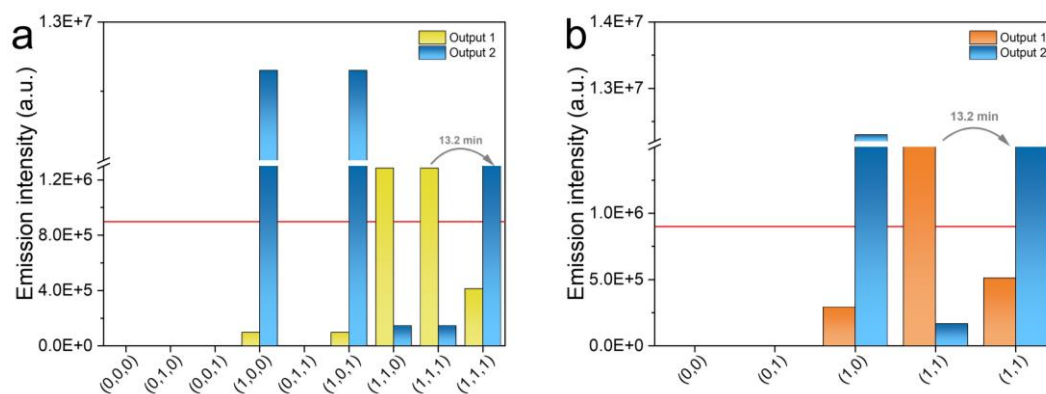 a
Emission intensity (a.u.)
1.3E+7
1.2E+6
8.0E+5
4.0E+5
0.0E+0
Output 1
Output 2
13.2 min
(0,0,0)
(0,1,0)
(0,0,1)
(1,0,0)
(0,1,1)
(1,0,1)
(1,1,0)
(1,1,1)
(1,1,1)
b
Emission intensity (a.u.)
1.4E+7
1.3E+7
1.0E+6
5.0E+5
0.0E+0
Output 1
Output 2
13.2 min
(0,0)
(0,1)
(1,0)
(1,1)
(1,1)